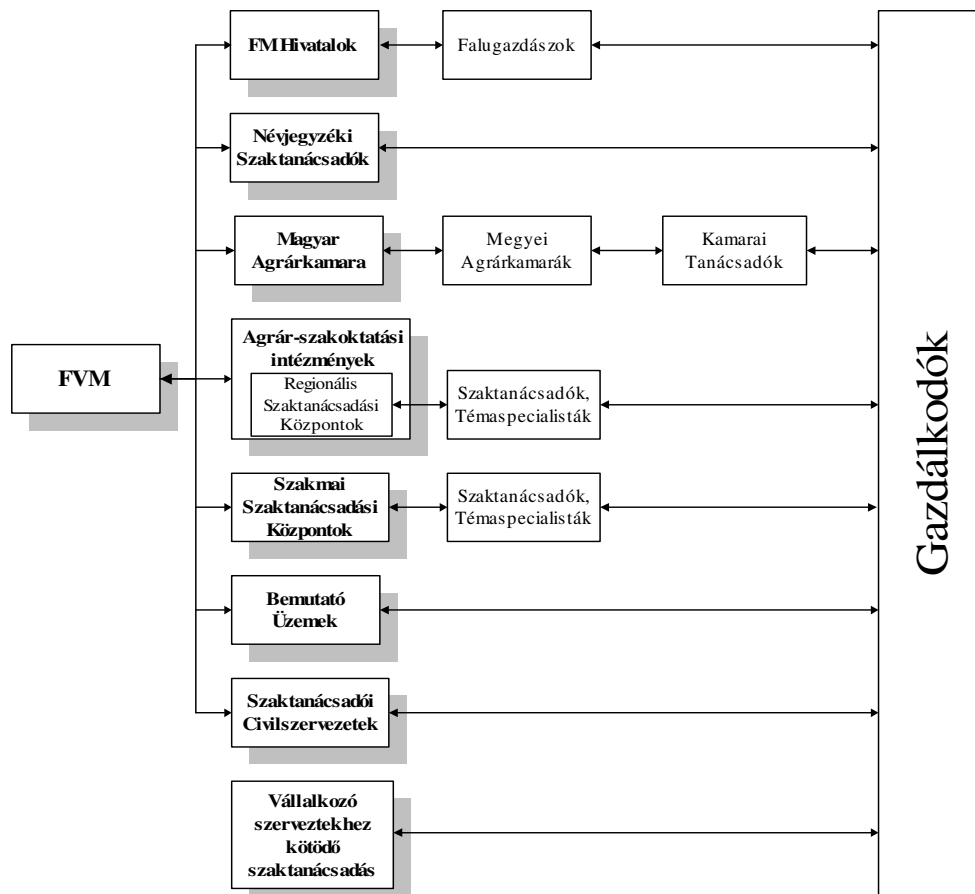 FM Hivatalok
Falugazdászok
Névjegyzéki
Szaktanácsadók
Magyar
Agrárkamara
Megyei
Agrárkamarák
Kamarai
Tanácsadók
FVM
Agrár-szakoktatási
intézmények
Regionális
Szaktanácsadási
Központok
Szaktanácsadók,
Témaspecialisták
Szakmai
Szaktanácsadási
Központok
Szaktanácsadók,
Témaspecialisták
Bemutató
Üzemek
Szaktanácsadói
Civilszervezetek
Vállalkozó
szerveztekhez
kötödő
szaktanácsadás
Gazdálkodók